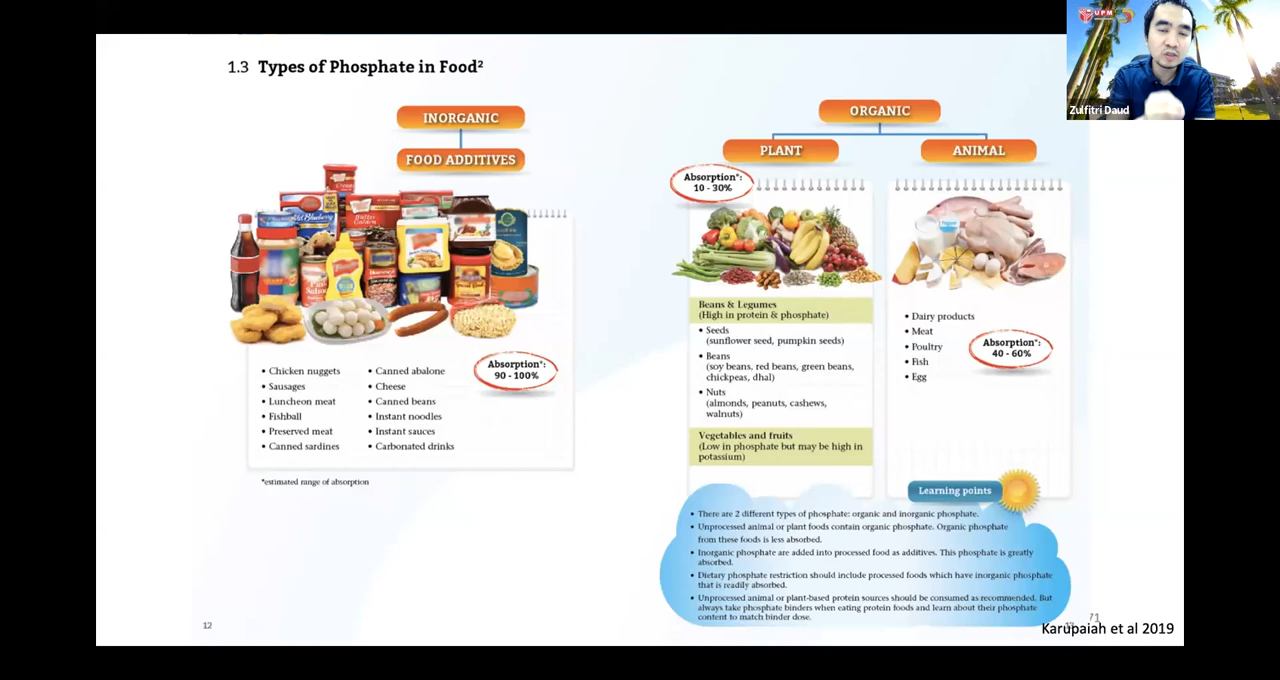 UPM
Zulfitri Daud
1.3 Types of Phosphate in Food²
INORGANIC
FOOD ADDITIVES
Absorption*:
90 - 100%
• Chicken nuggets
• Sausages
• Luncheon meat
• Fishball
• Preserved meat
• Canned sardines
• Canned abalone
• Cheese
• Canned beans
• Instant noodles
• Instant sauces
• Carbonated drinks
*estimated range of absorption
ORGANIC
PLANT
Absorption*:
10 - 30%
Beans & Legumes
(High in protein & phosphate)
• Seeds
(sunflower seed, pumpkin seeds)
• Beans
(soy beans, red beans, green beans,
chickpeas, dhal)
• Nuts
(almonds, peanuts, cashews,
walnuts)
Vegetables and fruits
(Low in phosphate but may be high in
potassium)
ANIMAL
• Dairy products
• Meat
• Poultry
• Fish
• Egg
Absorption*:
40 - 60%
Learning points
• There are 2 different types of phosphate: organic and inorganic phosphate.
• Unprocessed animal or plant foods contain organic phosphate. Organic phosphate
from these foods is less absorbed.
• Inorganic phosphate are added into processed food as additives. This phosphate is greatly
absorbed.
• Dietary phosphate restriction should include processed foods which have inorganic phosphate
that is readily absorbed.
• Unprocessed animal or plant-based protein sources should be consumed as recommended. But
always take phosphate binders when eating protein foods and learn about their phosphate
content to match binder dose.
12
71
Karupaiah et al 2019